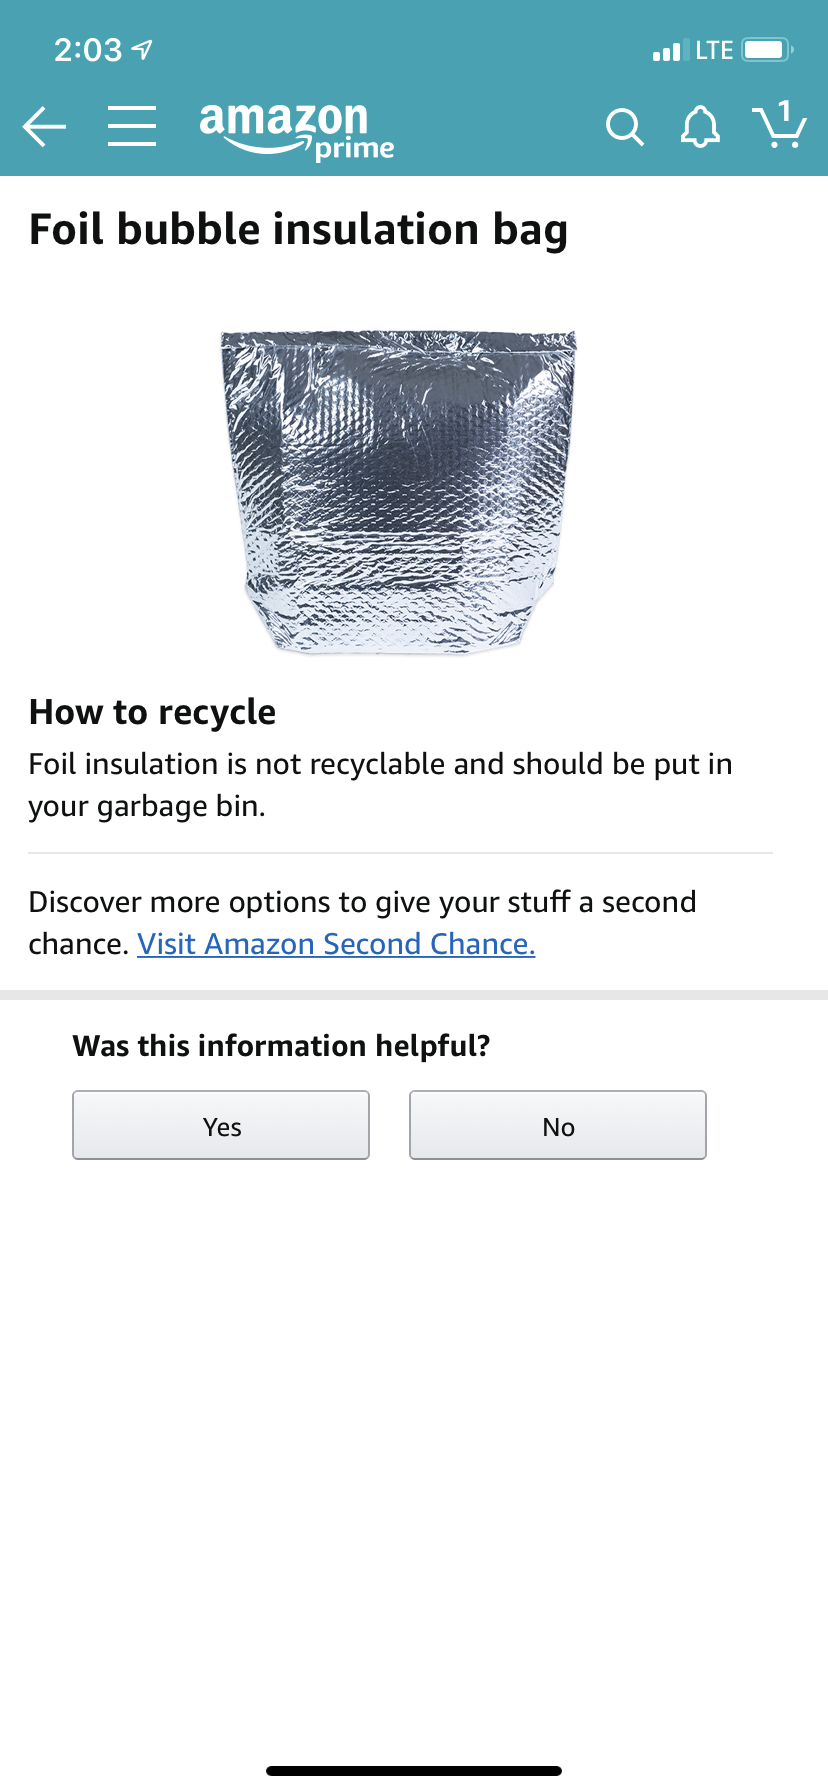 2:03 LTE
amazon 1
prime
Foil bubble insulation bag
How to recycle
Foil insulation is not recyclable and should be put in
your garbage bin.
Discover more options to give your stuff a second
chance. Visit Amazon Second Chance.
Was this information helpful?
Yes No